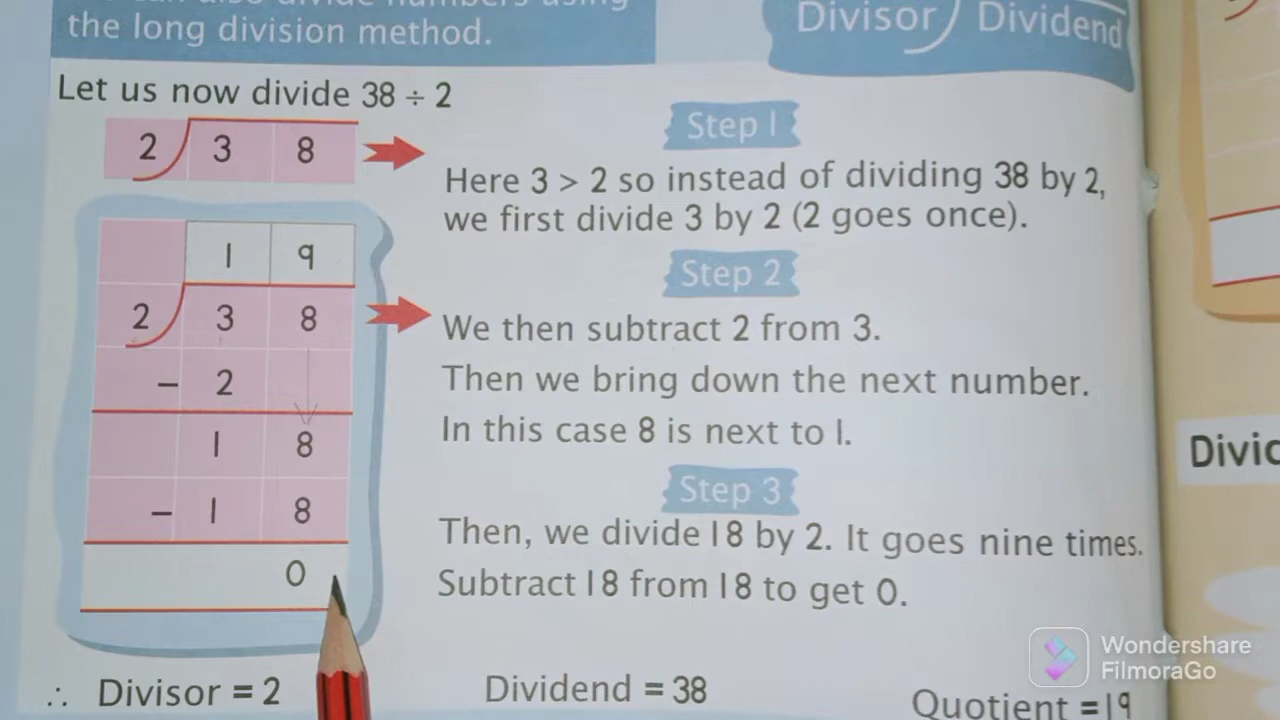 the long division method.
Divisor Dividend
Let us now divide 38 ÷ 2
2 3 8
Step 1
Here 3 > 2 so instead of dividing 38 by 2,
we first divide 3 by 2 (2 goes once).
1 9
2 3 8
- 2
1 8
- 1 8
0
Step 2
We then subtract 2 from 3.
Then we bring down the next number.
In this case 8 is next to 1.
Step 3
Then, we divide 18 by 2. It goes nine times.
Subtract 18 from 18 to get 0.
∴ Divisor = 2
Dividend = 38
Quotient = 19
Wondershare
FilmoraGo